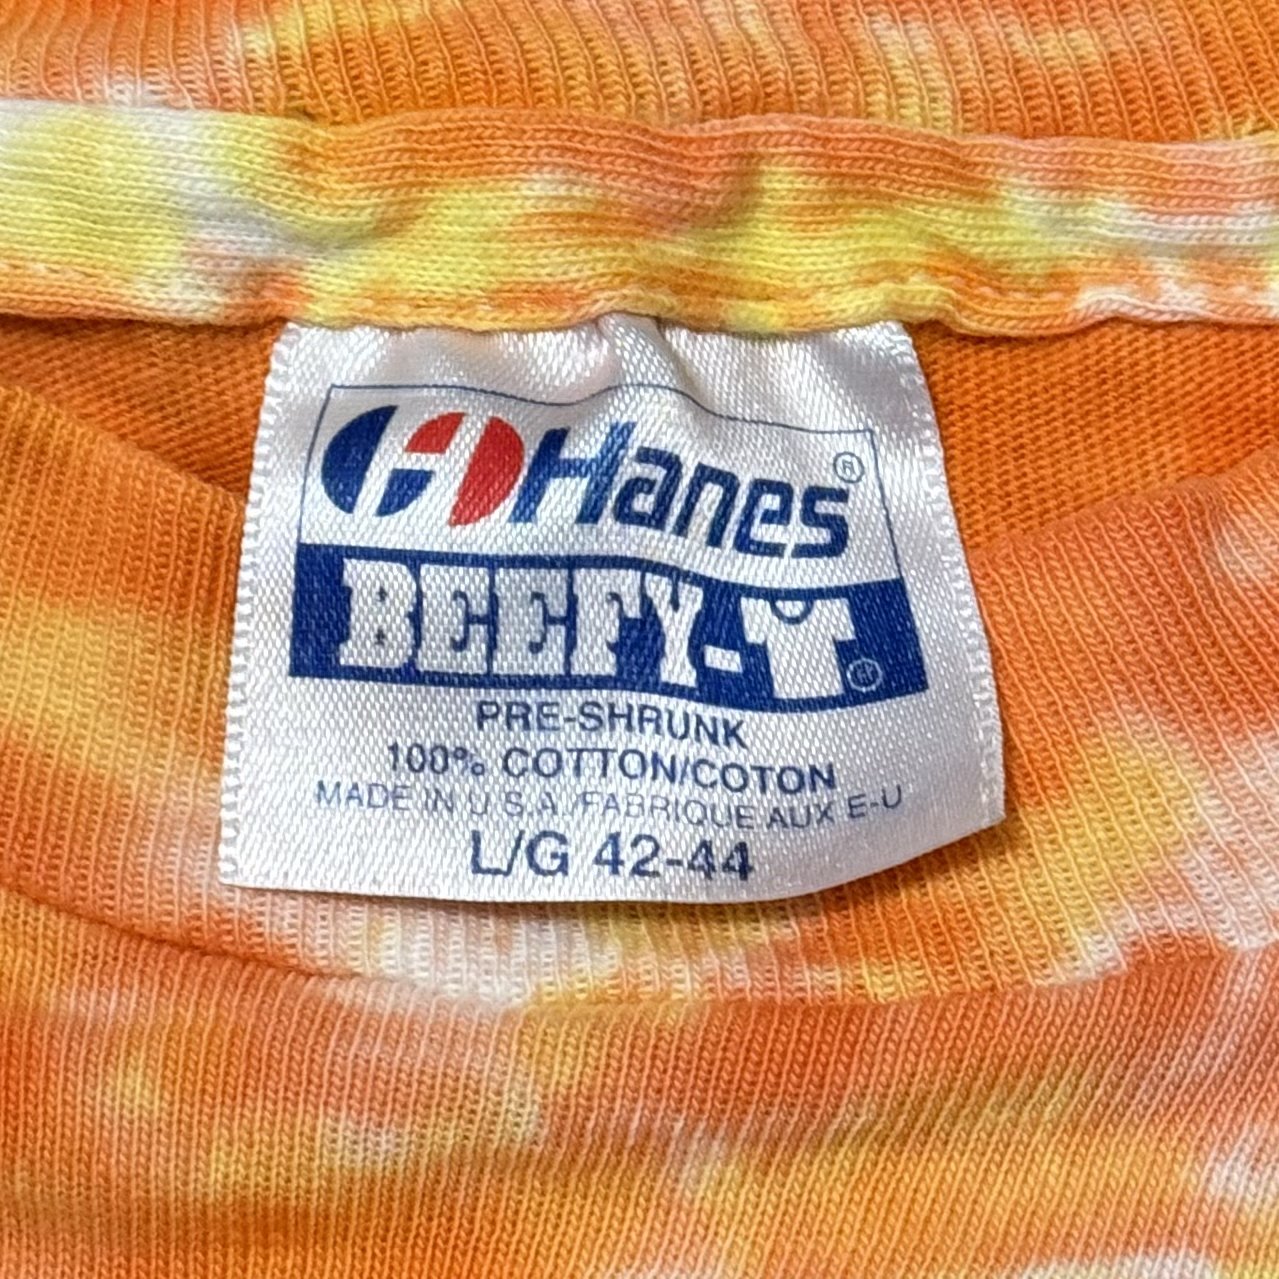 Hanes®
BEEFY-T®
PRE-SHRUNK
100% COTTON/COTON
MADE IN U.S.A./FABRIQUE AUX E-U
L/G 42-44